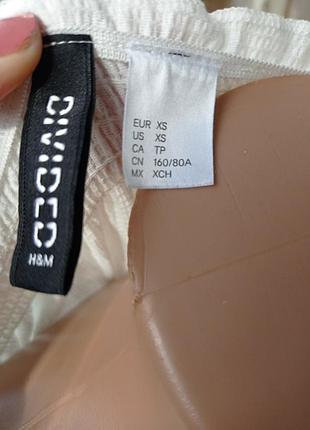 DIVIDED
H&M
EUR XS
US XS
CA TP
CN 160/80A
MX XCH